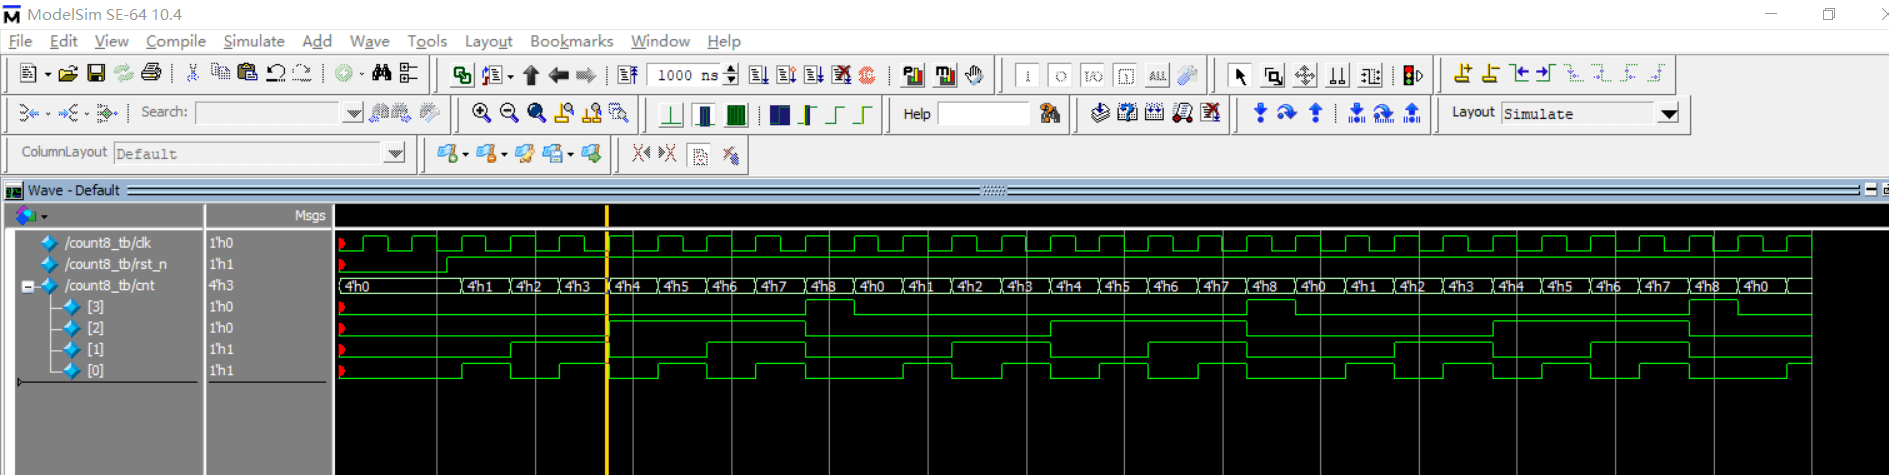 ModelSim SE-64 10.4
File Edit View Compile Simulate Add Wave Tools Layout Bookmarks Window Help
1000 ns I O I/O ALL
Search: Help Layout Simulate
ColumnLayout Default
Wave - Default
Msgs
/count8_tb/clk 1'h0
/count8_tb/rst_n 1'h1
/count8_tb/cnt 4'h3 4'h0 4'h1 4'h2 4'h3 4'h4 4'h5 4'h6 4'h7 4'h8 4'h0 4'h1 4'h2 4'h3 4'h4 4'h5 4'h6 4'h7 4'h8 4'h0 4'h1 4'h2 4'h3 4'h4 4'h5 4'h6 4'h7 4'h8 4'h0
[3] 1'h0
[2] 1'h0
[1] 1'h1
[0] 1'h1